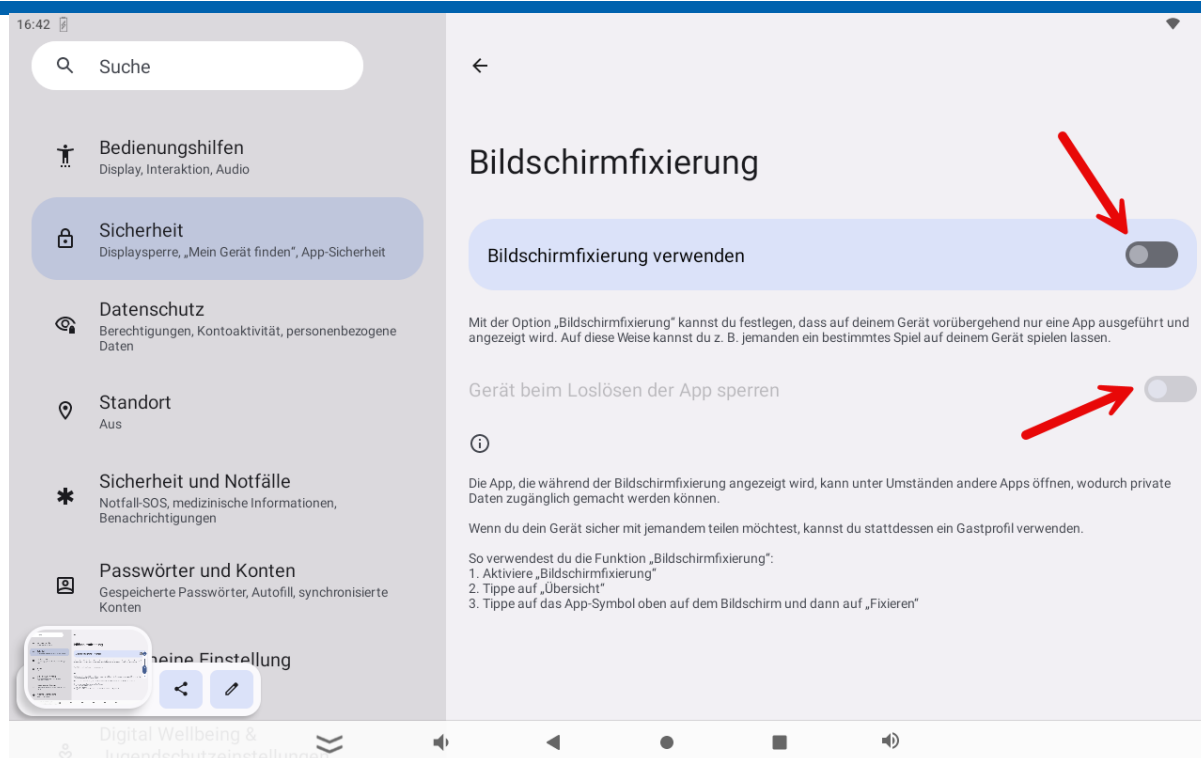 16:42
Suche
Bedienungshilfen
Display, Interaktion, Audio
Sicherheit
Displaysperre, „Mein Gerät finden“, App-Sicherheit
Datenschutz
Berechtigungen, Kontoaktivität, personenbezogene
Daten
Standort
Aus
Sicherheit und Notfälle
Notfall-SOS, medizinische Informationen,
Benachrichtigungen
Passwörter und Konten
Gespeicherte Passwörter, Autofill, synchronisierte
Konten
Einstellung
Digital Wellbeing &
Jugendschutzeinstellungen
Bildschirmfixierung
Bildschirmfixierung verwenden
Mit der Option „Bildschirmfixierung“ kannst du festlegen, dass auf deinem Gerät vorübergehend nur eine App ausgeführt und
angezeigt wird. Auf diese Weise kannst du z. B. jemanden ein bestimmtes Spiel auf deinem Gerät spielen lassen.
Gerät beim Loslösen der App sperren
Die App, die während der Bildschirmfixierung angezeigt wird, kann unter Umständen andere Apps öffnen, wodurch private
Daten zugänglich gemacht werden können.
Wenn du dein Gerät sicher mit jemandem teilen möchtest, kannst du stattdessen ein Gastprofil verwenden.
So verwendest du die Funktion „Bildschirmfixierung“:
1. Aktiviere „Bildschirmfixierung“
2. Tippe auf „Übersicht“
3. Tippe auf das App-Symbol oben auf dem Bildschirm und dann auf „Fixieren“